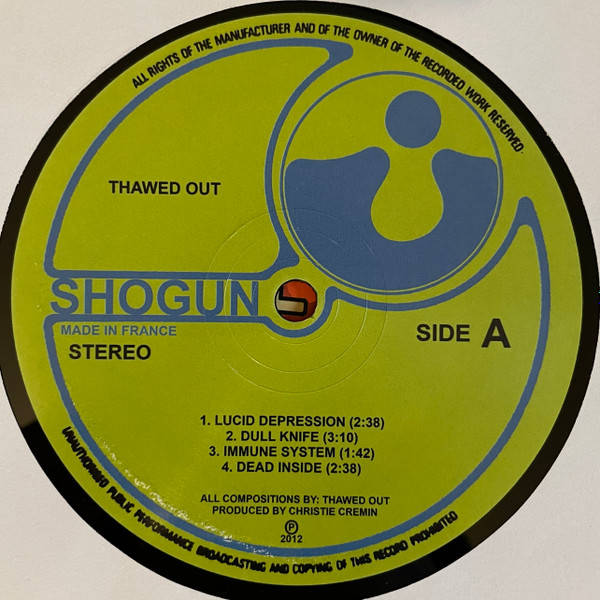 ALL RIGHTS OF THE MANUFACTURER AND OF THE OWNER OF THE RECORDED WORK RESERVED.
THAWED OUT
SHOGUN
MADE IN FRANCE
STEREO
SIDE A
1. LUCID DEPRESSION (2:38)
2. DULL KNIFE (3:10)
3. IMMUNE SYSTEM (1:42)
4. DEAD INSIDE (2:38)
ALL COMPOSITIONS BY: THAWED OUT
PRODUCED BY CHRISTIE CREMIN
℗
2012
UNAUTHORISED PUBLIC PERFORMANCE BROADCASTING AND COPYING OF THIS RECORD PROHIBITED